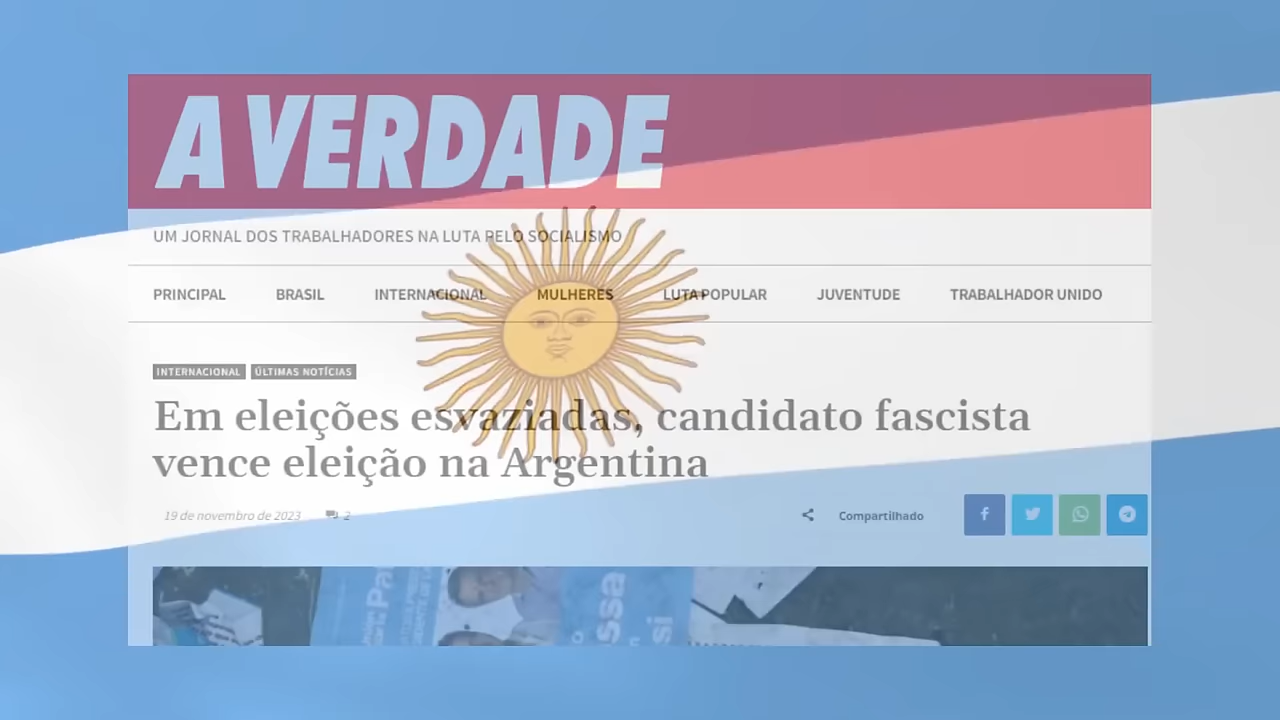 A VERDADE
UM JORNAL DOS TRABALHADORES NA LUTA PELO SOCIALISMO
PRINCIPAL BRASIL INTERNACIONAL MULHERES LUTA POPULAR JUVENTUDE TRABALHADOR UNIDO
INTERNACIONAL ÚLTIMAS NOTÍCIAS
Em eleições esvaziadas, candidato fascista
vence eleição na Argentina
19 de novembro de 2023 2 Compartilhado